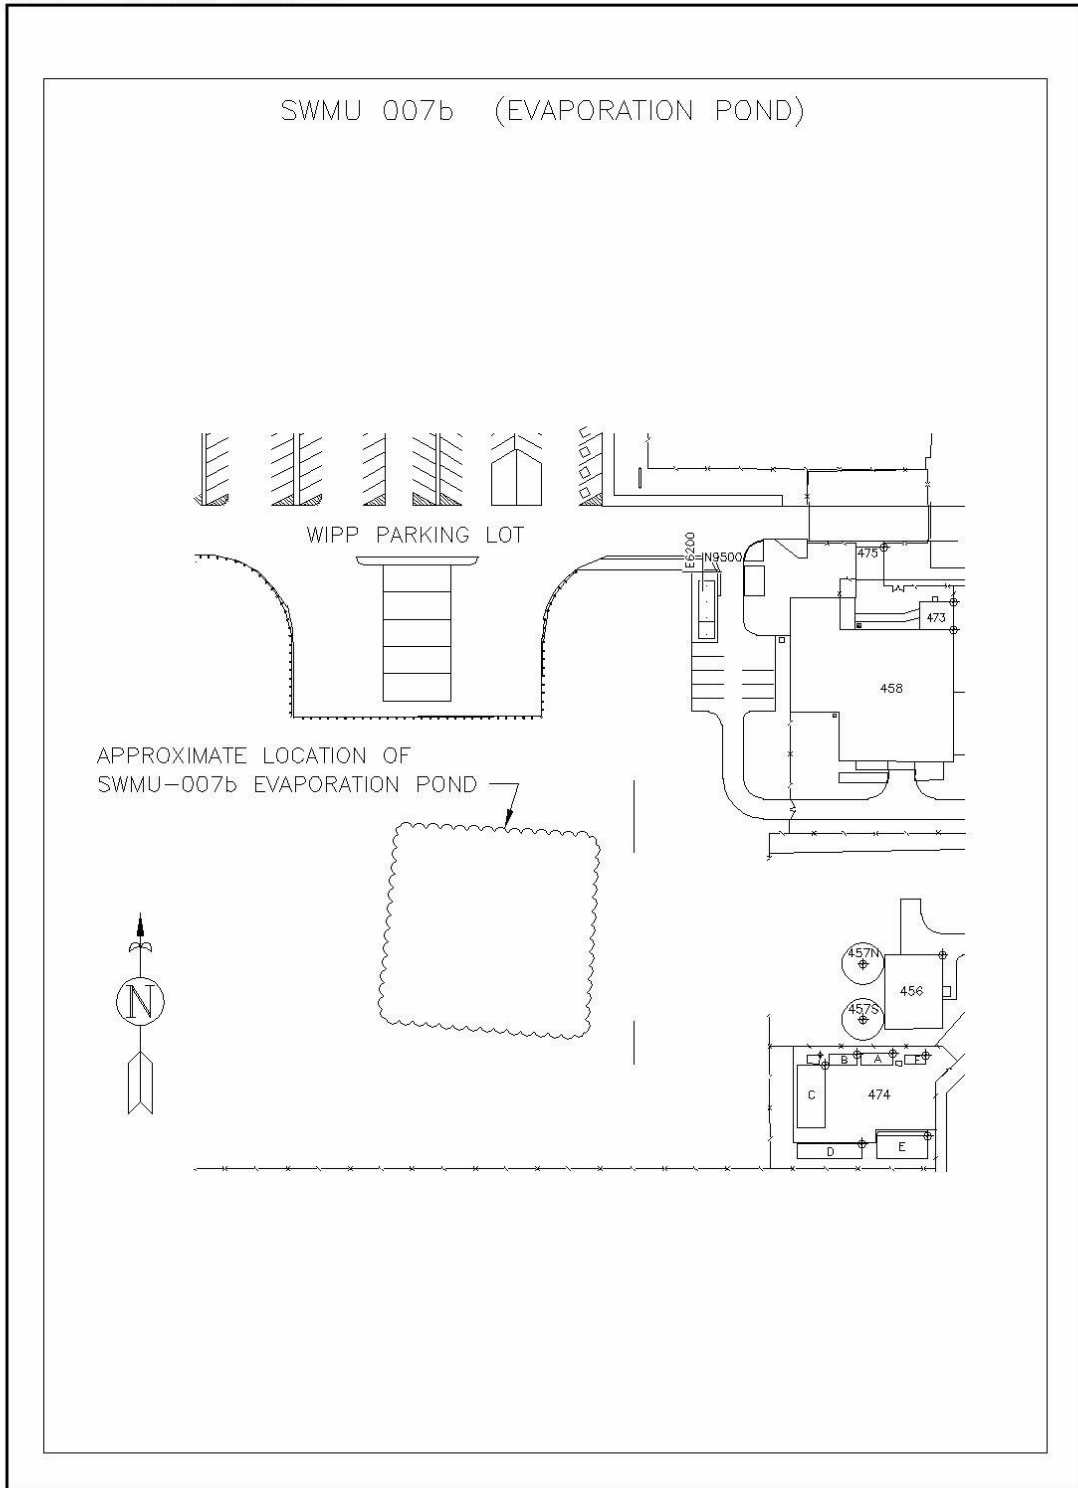 SWMU 007b (EVAPORATION POND)
WIPP PARKING LOT
E6200
N9500
475
473
458
APPROXIMATE LOCATION OF
SWMU-007b EVAPORATION POND
457N
456
457S
N
B
A
F
C
474
D
E